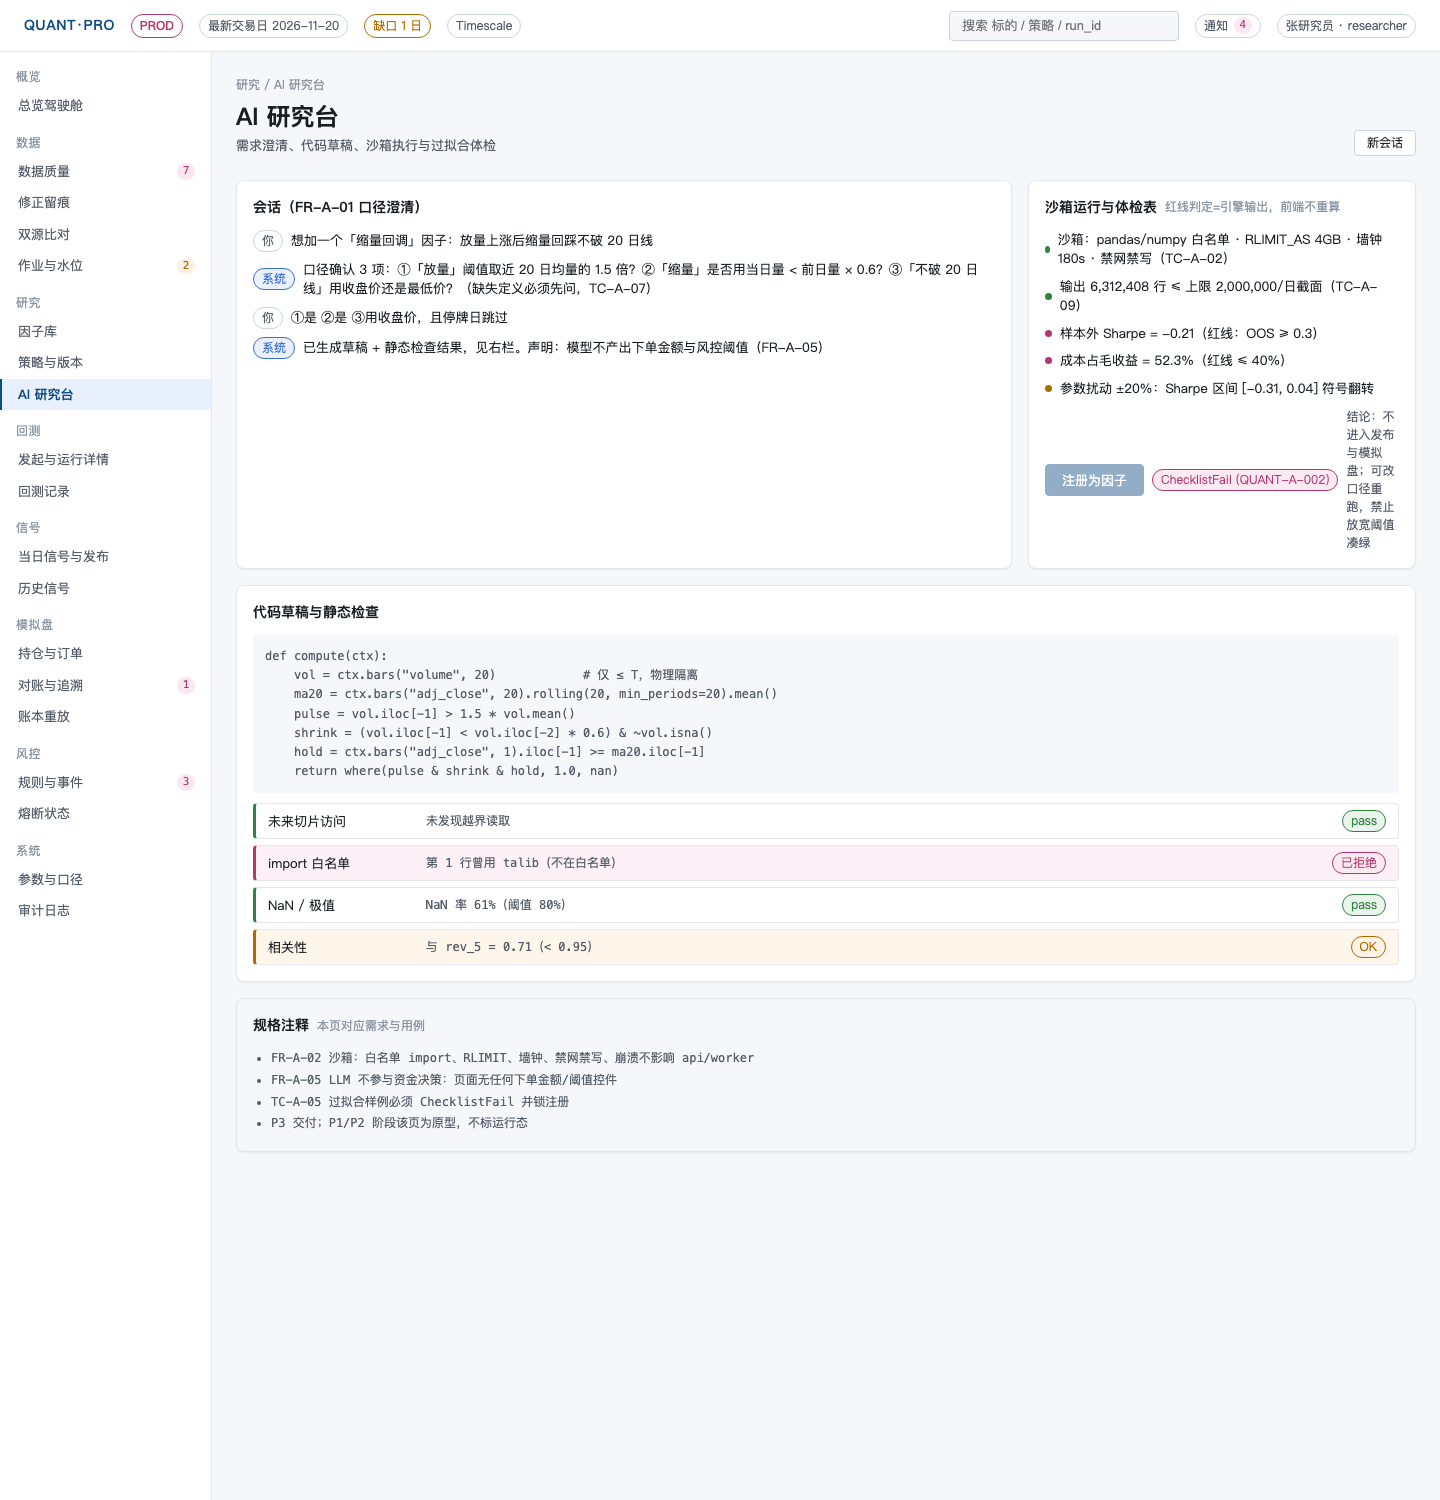 QUANT·PRO PROD 最新交易日 2026-11-20 缺口 1 日 Timescale 搜索 标的 / 策略 / run_id 通知 4 张研究员 · researcher
概览
总览驾驶舱
数据
数据质量 7
修正留痕
双源比对
作业与水位 2
研究
因子库
策略与版本
AI 研究台
回测
发起与运行详情
回测记录
信号
当日信号与发布
历史信号
模拟盘
持仓与订单
对账与追溯 1
账本重放
风控
规则与事件 3
熔断状态
系统
参数与口径
审计日志
研究 / AI 研究台
AI 研究台
需求澄清、代码草稿、沙箱执行与过拟合体检
新会话
会话（FR-A-01 口径澄清）
你 想加一个「缩量回调」因子：放量上涨后缩量回踩不破 20 日线
系统 口径确认 3 项：①「放量」阈值取近 20 日均量的 1.5 倍？②「缩量」是否用当日量 < 前日量 × 0.6？③「不破 20 日
线」用收盘价还是最低价？（缺失定义必须先问，TC-A-07）
你 ①是 ②是 ③用收盘价，且停牌日跳过
系统 已生成草稿 + 静态检查结果，见右栏。声明：模型不产出下单金额与风控阈值（FR-A-05）
沙箱运行与体检表 红线判定=引擎输出，前端不重算
沙箱：pandas/numpy 白名单 · RLIMIT_AS 4GB · 墙钟
180s · 禁网禁写（TC-A-02）
输出 6,312,408 行 ≤ 上限 2,000,000/日截面（TC-A-
09）
样本外 Sharpe = -0.21（红线：OOS ≥ 0.3）
成本占毛收益 = 52.3%（红线 ≤ 40%）
参数扰动 ±20%：Sharpe 区间 [-0.31, 0.04] 符号翻转
注册为因子 ChecklistFail (QUANT-A-002)
结论：不
进入发布
与模拟
盘；可改
口径重
跑，禁止
放宽阈值
凑绿
代码草稿与静态检查
def compute(ctx):
    vol = ctx.bars("volume", 20)            # 仅 ≤ T，物理隔离
    ma20 = ctx.bars("adj_close", 20).rolling(20, min_periods=20).mean()
    pulse = vol.iloc[-1] > 1.5 * vol.mean()
    shrink = (vol.iloc[-1] < vol.iloc[-2] * 0.6) & ~vol.isna()
    hold = ctx.bars("adj_close", 1).iloc[-1] >= ma20.iloc[-1]
    return where(pulse & shrink & hold, 1.0, nan)
未来切片访问 未发现越界读取 pass
import 白名单 第 1 行曾用 talib（不在白名单） 已拒绝
NaN / 极值 NaN 率 61%（阈值 80%） pass
相关性 与 rev_5 = 0.71（< 0.95） OK
规格注释 本页对应需求与用例
• FR-A-02 沙箱：白名单 import、RLIMIT、墙钟、禁网禁写、崩溃不影响 api/worker
• FR-A-05 LLM 不参与资金决策：页面无任何下单金额/阈值控件
• TC-A-05 过拟合样例必须 ChecklistFail 并锁注册
• P3 交付；P1/P2 阶段该页为原型，不标运行态